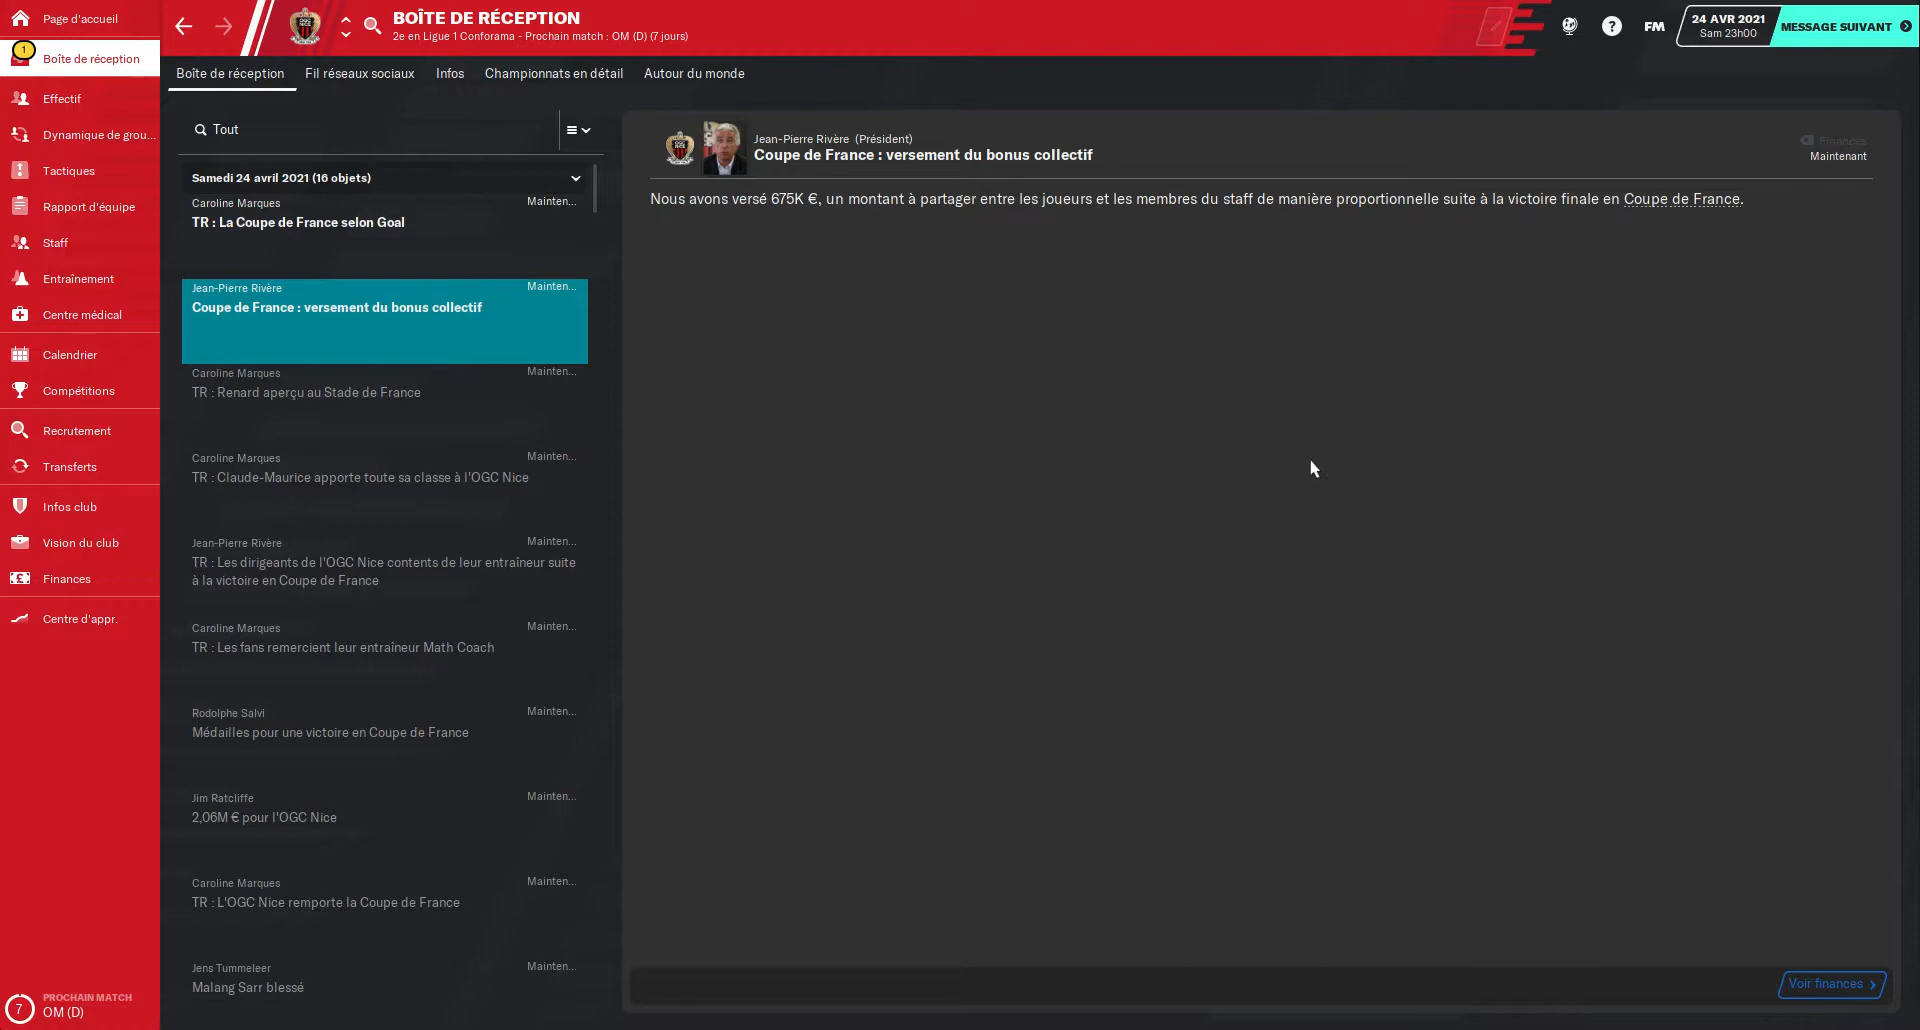 Page d'accueil
1
Boîte de réception
Effectif
Dynamique de grou...
Tactiques
Rapport d'équipe
Staff
Entraînement
Centre médical
Calendrier
Compétitions
Recrutement
Transferts
Infos club
Vision du club
Finances
Centre d'appr.
7
PROCHAIN MATCH
OM (D)
BOÎTE DE RÉCEPTION
2e en Ligue 1 Conforama - Prochain match : OM (D) (7 jours)
?
FM
24 AVR 2021
Sam 23h00
MESSAGE SUIVANT
Boîte de réception Fil réseaux sociaux Infos Championnats en détail Autour du monde
Tout
Samedi 24 avril 2021 (16 objets)
Caroline Marques Mainten...
TR : La Coupe de France selon Goal
Jean-Pierre Rivère Mainten...
Coupe de France : versement du bonus collectif
Caroline Marques Mainten...
TR : Renard aperçu au Stade de France
Caroline Marques Mainten...
TR : Claude-Maurice apporte toute sa classe à l'OGC Nice
Jean-Pierre Rivère Mainten...
TR : Les dirigeants de l'OGC Nice contents de leur entraîneur suite
à la victoire en Coupe de France
Caroline Marques Mainten...
TR : Les fans remercient leur entraîneur Math Coach
Rodolphe Salvi Mainten...
Médailles pour une victoire en Coupe de France
Jim Ratcliffe Mainten...
2,06M € pour l'OGC Nice
Caroline Marques Mainten...
TR : L'OGC Nice remporte la Coupe de France
Jens Tummeleer Mainten...
Malang Sarr blessé
Jean-Pierre Rivère (Président)
Coupe de France : versement du bonus collectif
Finances
Maintenant
Nous avons versé 675K €, un montant à partager entre les joueurs et les membres du staff de manière proportionnelle suite à la victoire finale en Coupe de France.
Voir finances